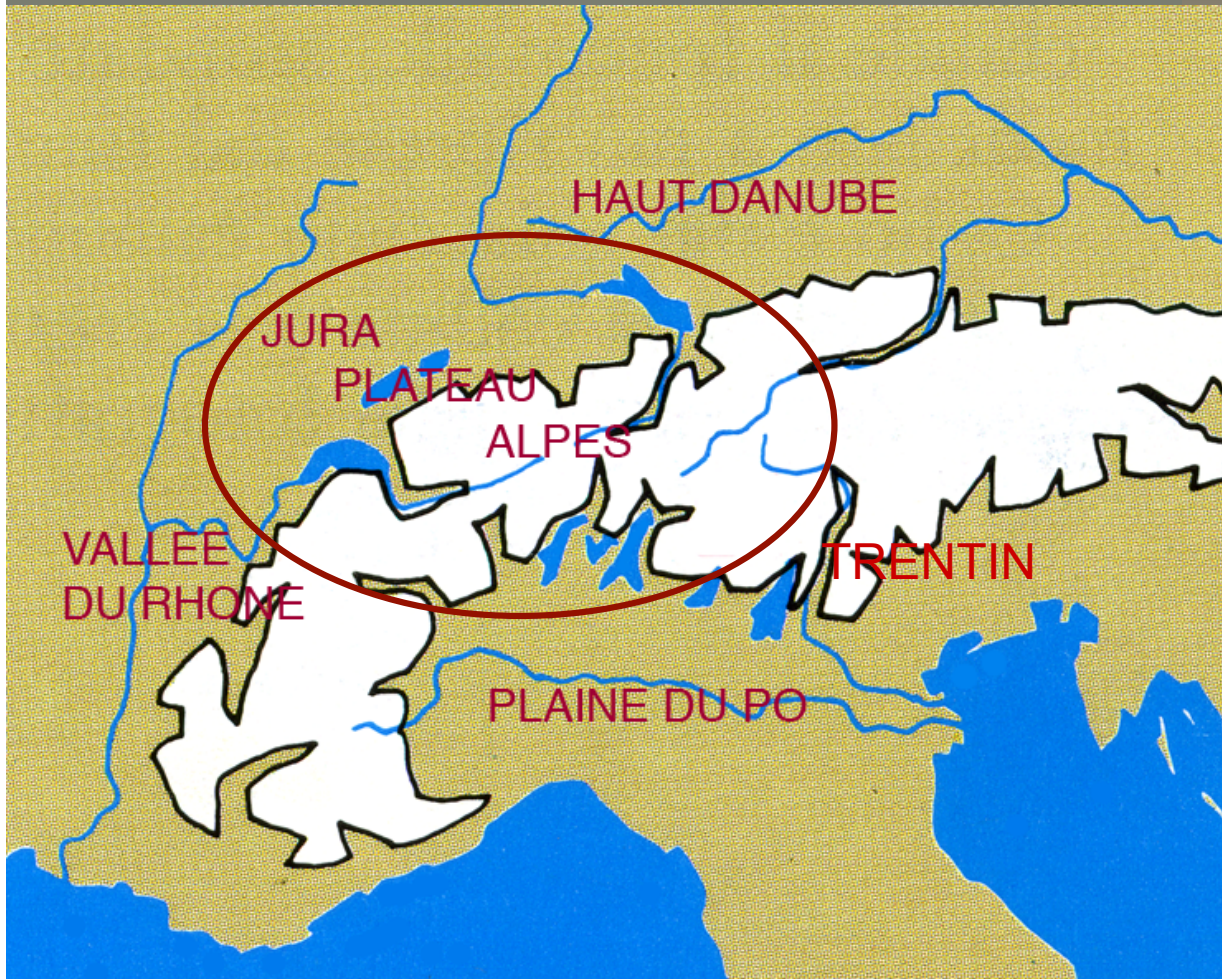 HAUT DANUBE
JURA
PLATEAU
ALPES
VALLEE
DU RHONE
TRENTIN
PLAINE DU PO